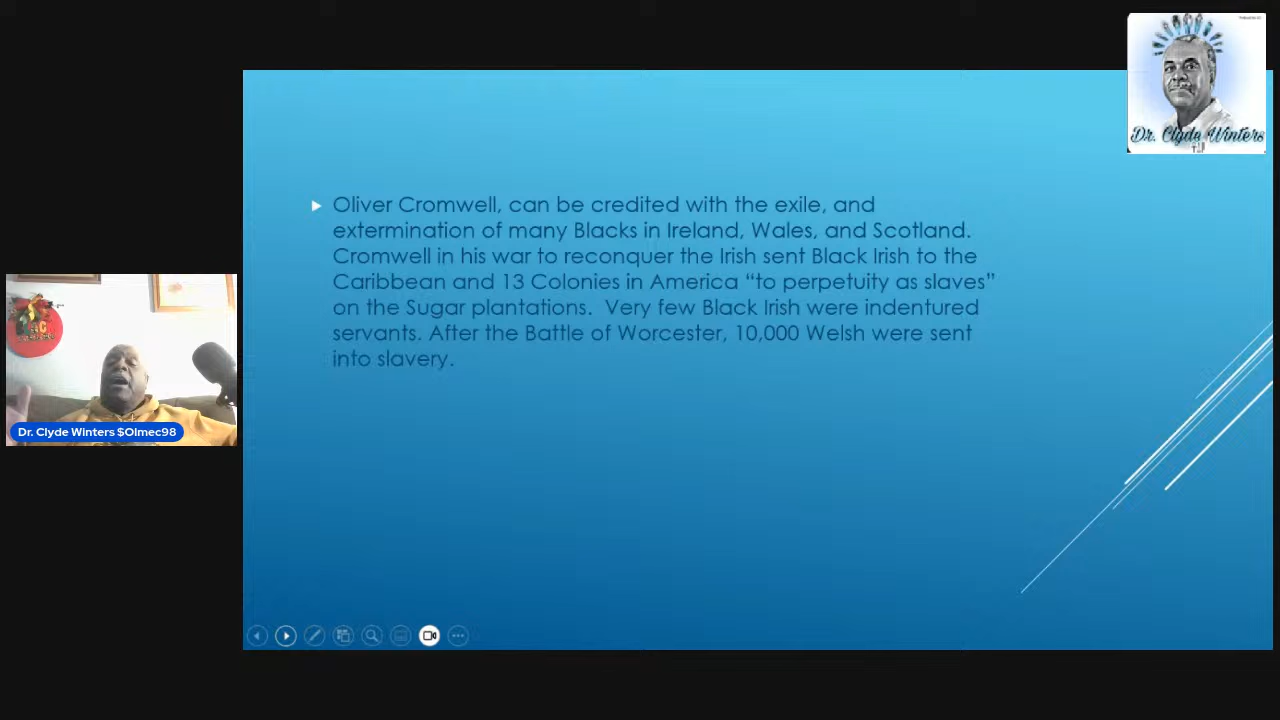 Dr. Clyde Winters
Oliver Cromwell, can be credited with the exile, and
extermination of many Blacks in Ireland, Wales, and Scotland.
Cromwell in his war to reconquer the Irish sent Black Irish to the
Caribbean and 13 Colonies in America “to perpetuity as slaves”
on the Sugar plantations. Very few Black Irish were indentured
servants. After the Battle of Worcester, 10,000 Welsh were sent
into slavery.
Dr. Clyde Winters $Olmec98